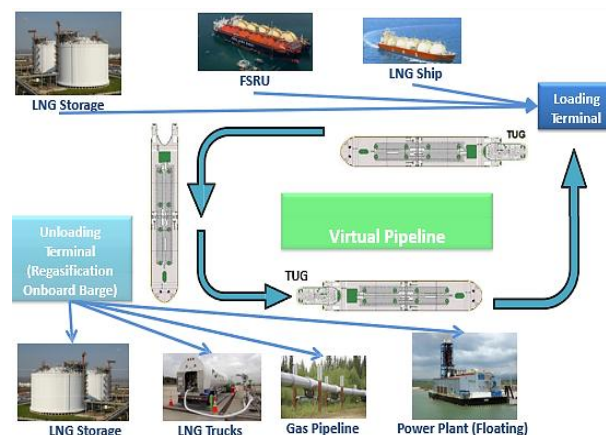 LNG Storage
FSRU
LNG Ship
Loading
Terminal
TUG
Virtual Pipeline
Unloading
Terminal
(Regasification
Onboard Barge)
TUG
LNG Storage
LNG Trucks
Gas Pipeline
Power Plant (Floating)